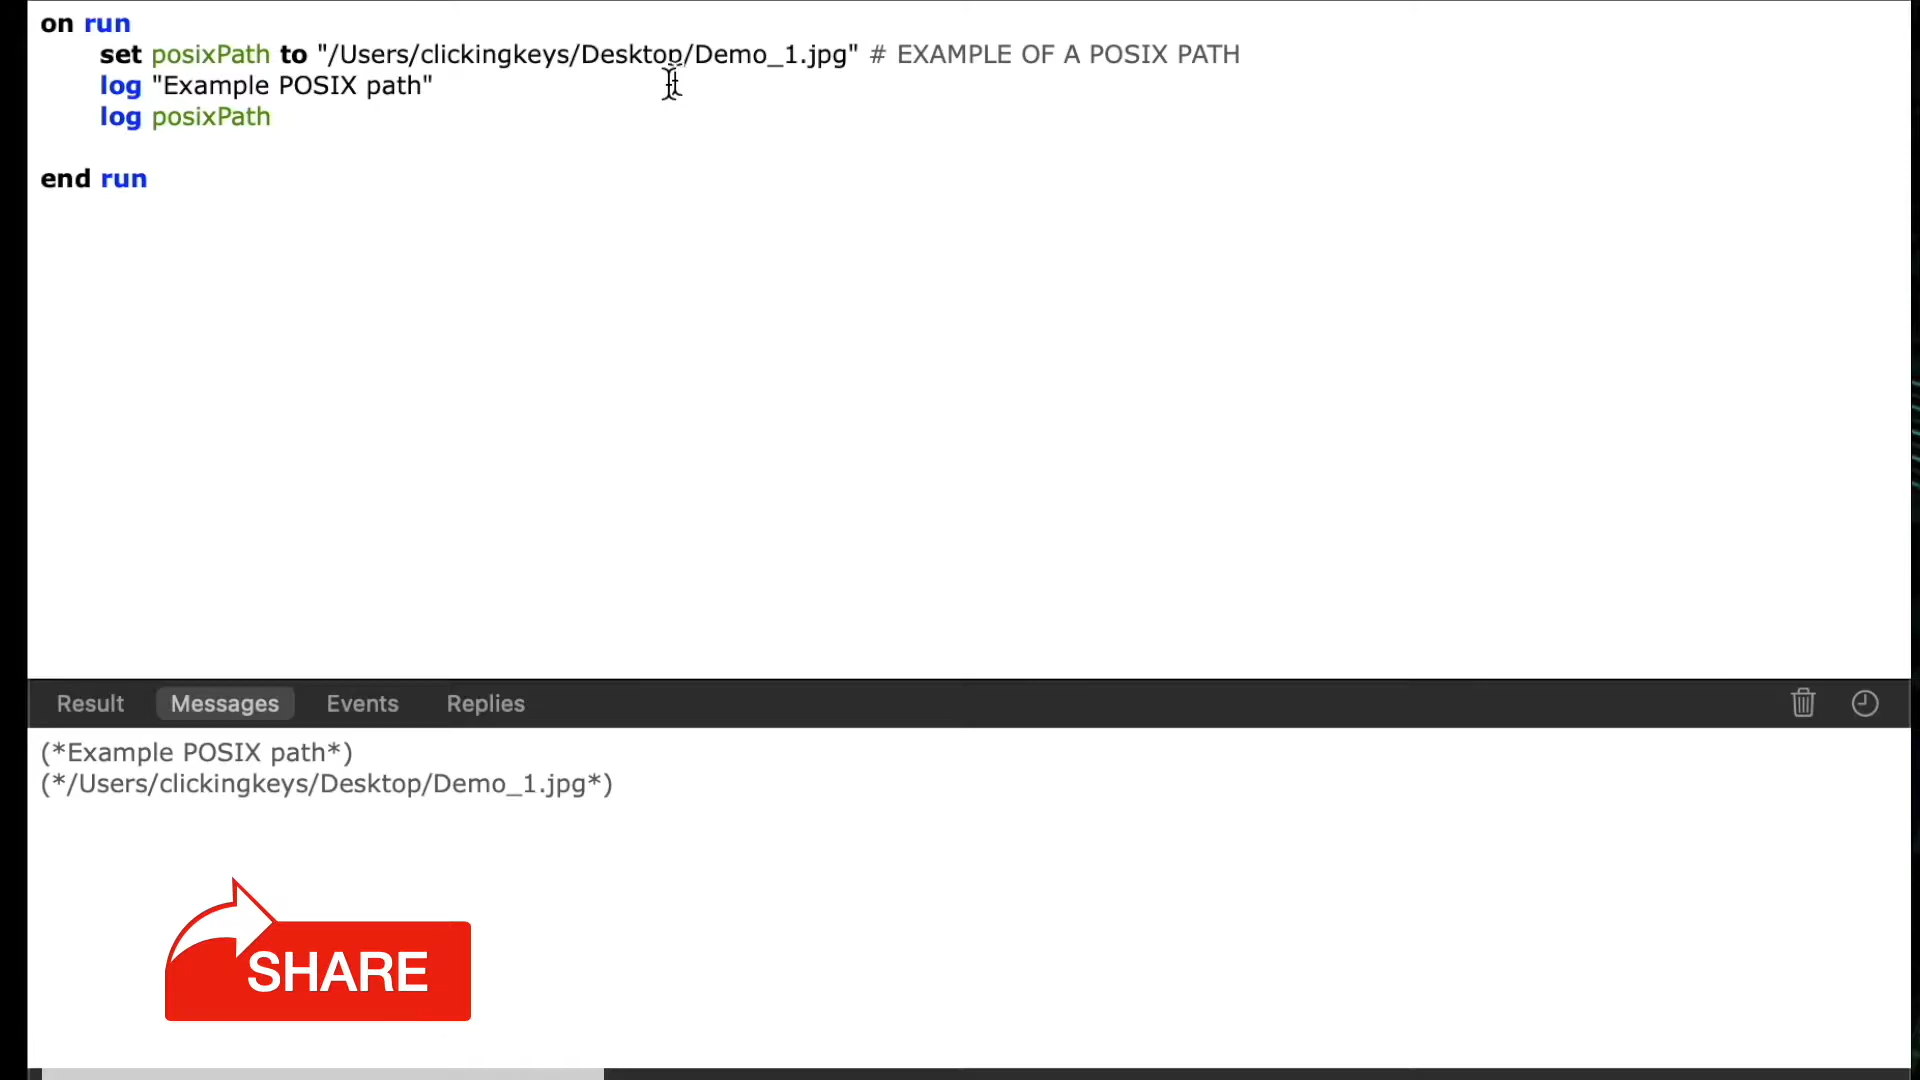 on run
set posixPath to "/Users/clickingkeys/Desktop/Demo_1.jpg" # EXAMPLE OF A POSIX PATH
log "Example POSIX path"
log posixPath
end run
Result Messages Events Replies
(*Example POSIX path*)
(*/Users/clickingkeys/Desktop/Demo_1.jpg*)
SHARE